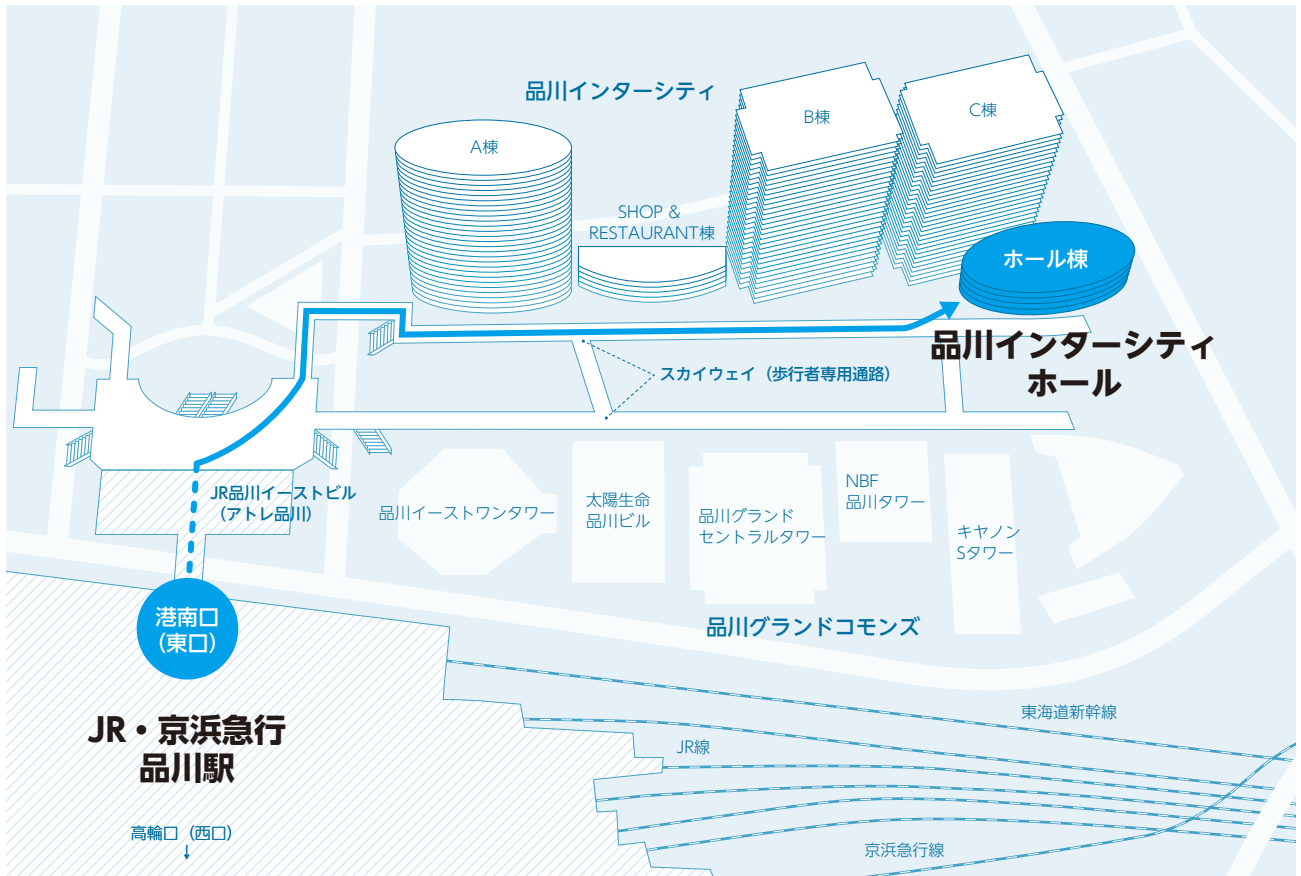 品川インターシティ
A棟
B棟
C棟
SHOP &
RESTAURANT棟
ホール棟
品川インターシティ
ホール
スカイウェイ（歩行者専用通路）
JR品川イーストビル
（アトレ品川）
品川イーストワンタワー
太陽生命
品川ビル
品川グランド
セントラルタワー
NBF
品川タワー
キヤノン
Sタワー
品川グランドコモンズ
港南口
（東口）
JR・京浜急行
品川駅
高輪口（西口）
↓
東海道新幹線
JR線
京浜急行線